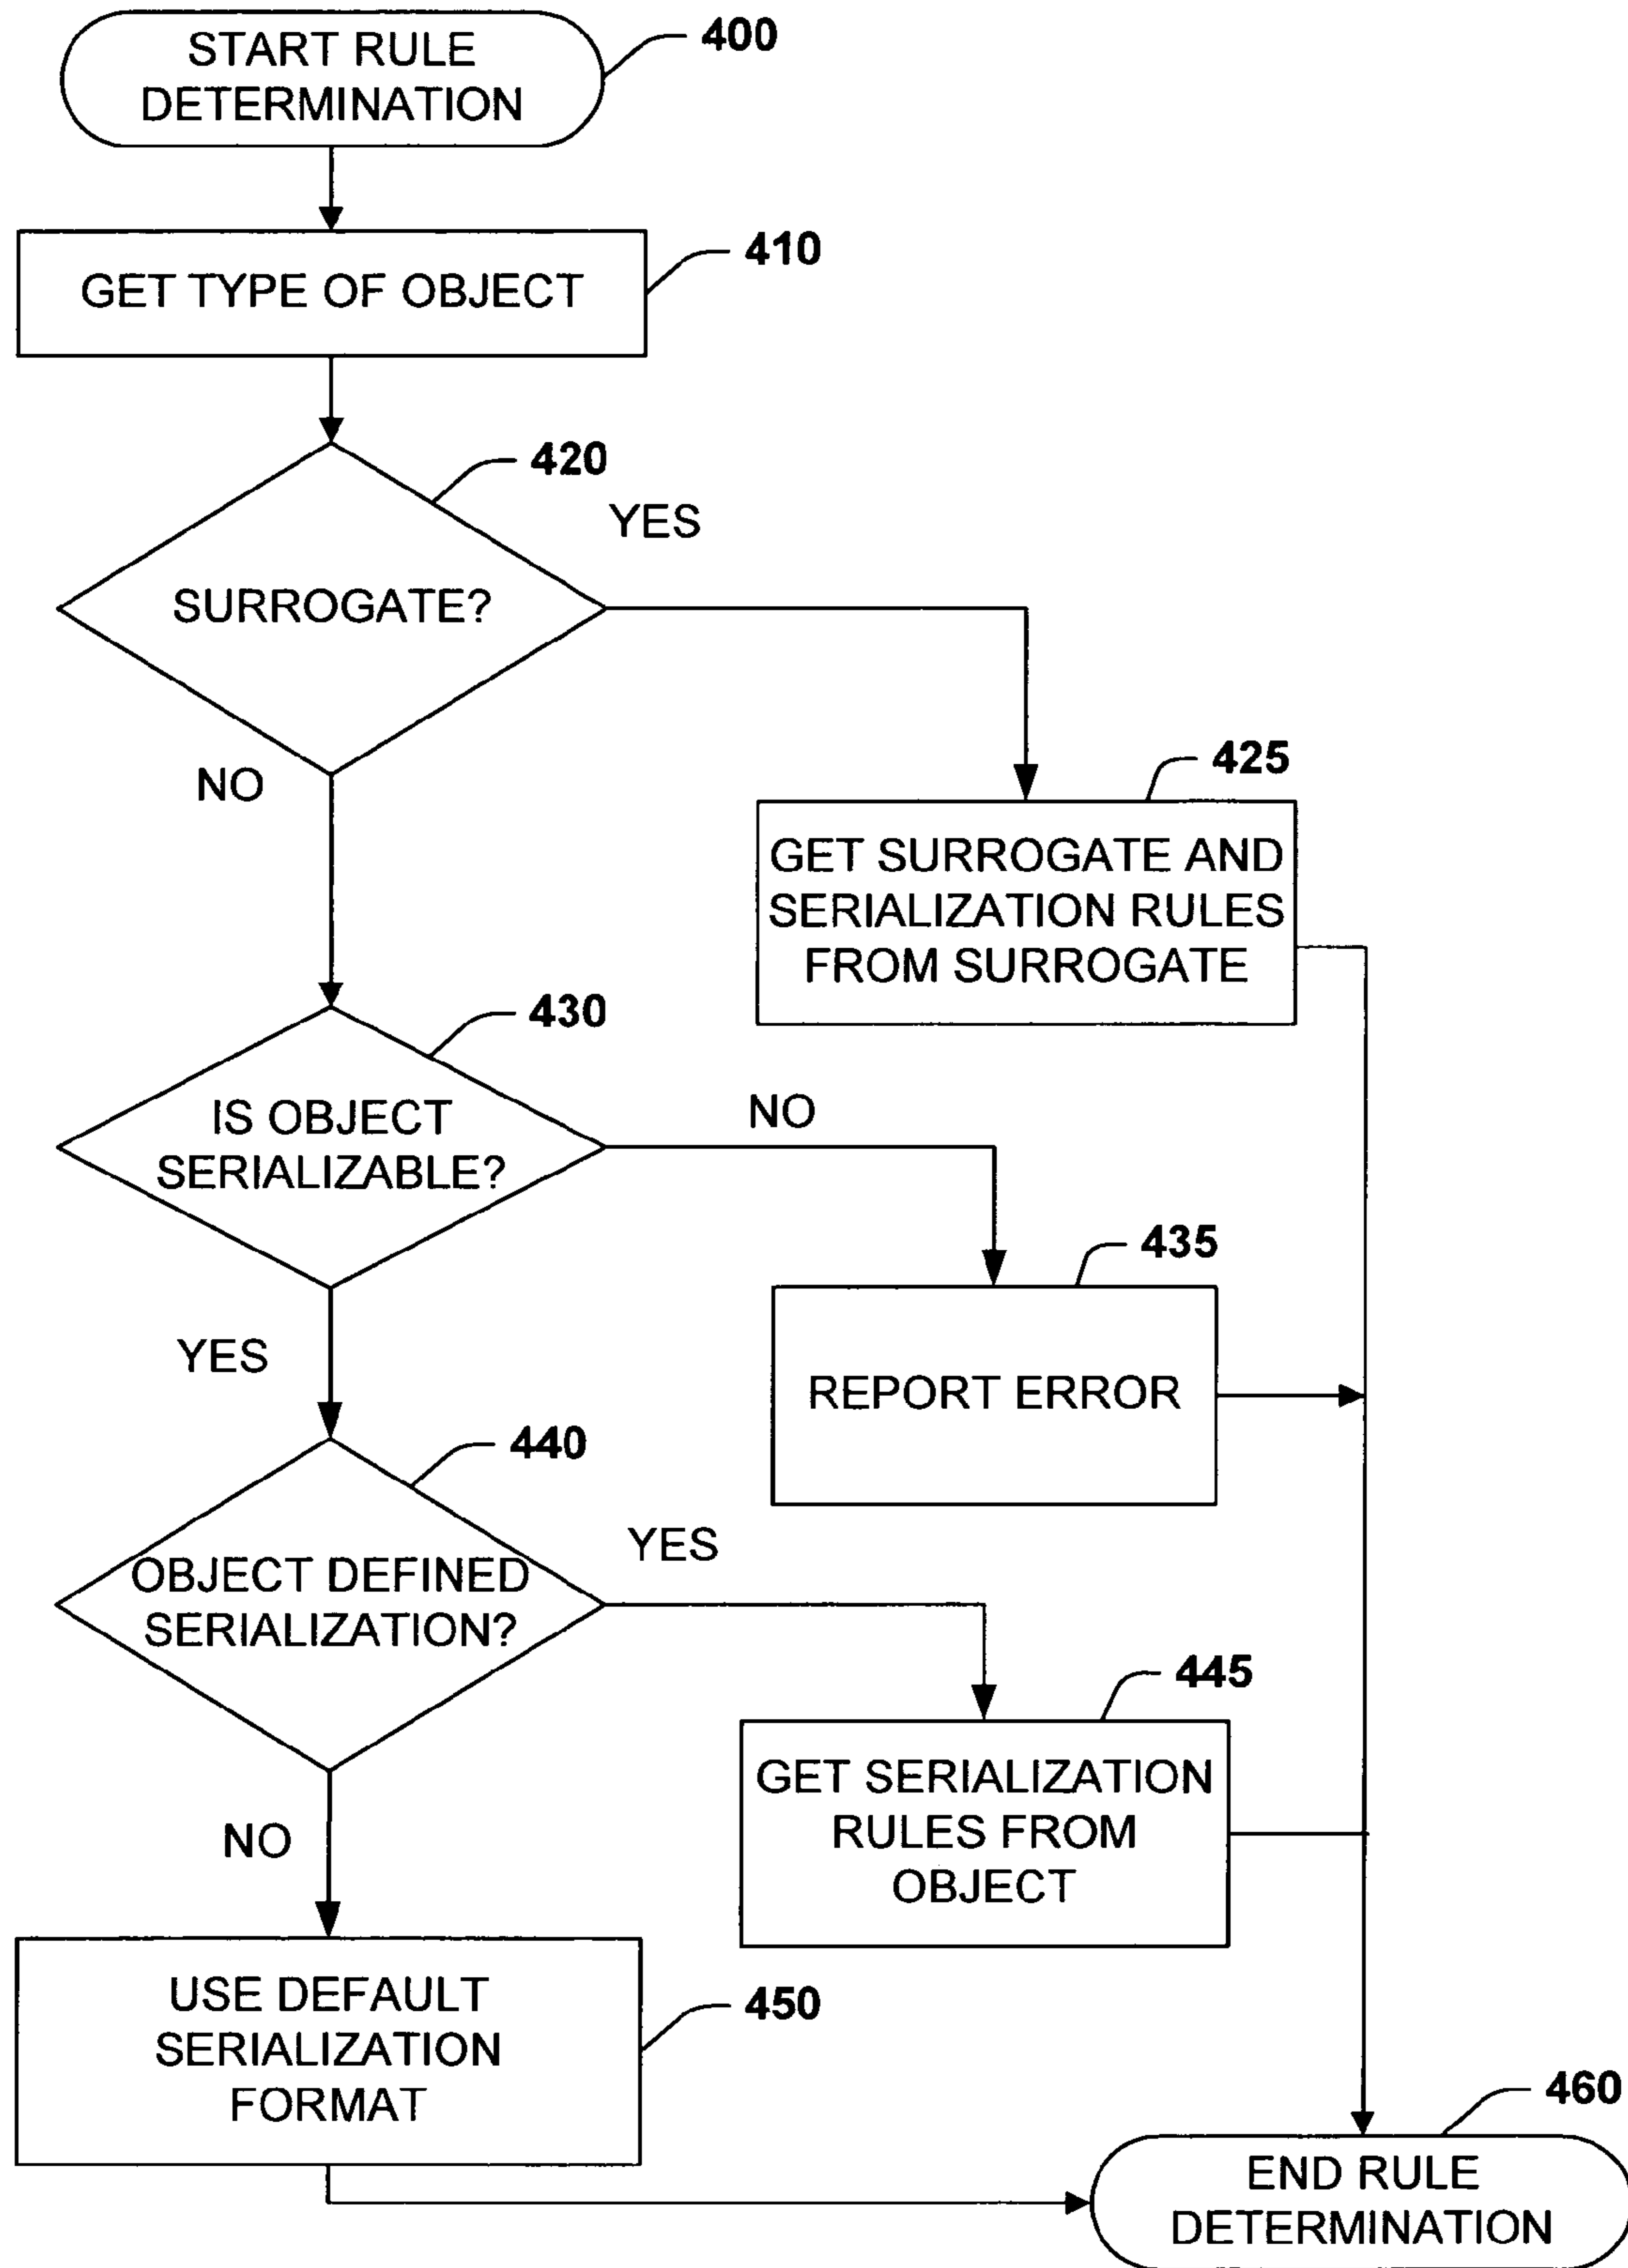 START RULE
DETERMINATION
400
GET TYPE OF OBJECT
410
420
YES
SURROGATE?
NO
425
GET SURROGATE AND
SERIALIZATION RULES
FROM SURROGATE
430
IS OBJECT
SERIALIZABLE?
NO
435
REPORT ERROR
YES
440
OBJECT DEFINED
SERIALIZATION?
YES
445
GET SERIALIZATION
RULES FROM
OBJECT
NO
USE DEFAULT
SERIALIZATION
FORMAT
450
460
END RULE
DETERMINATION